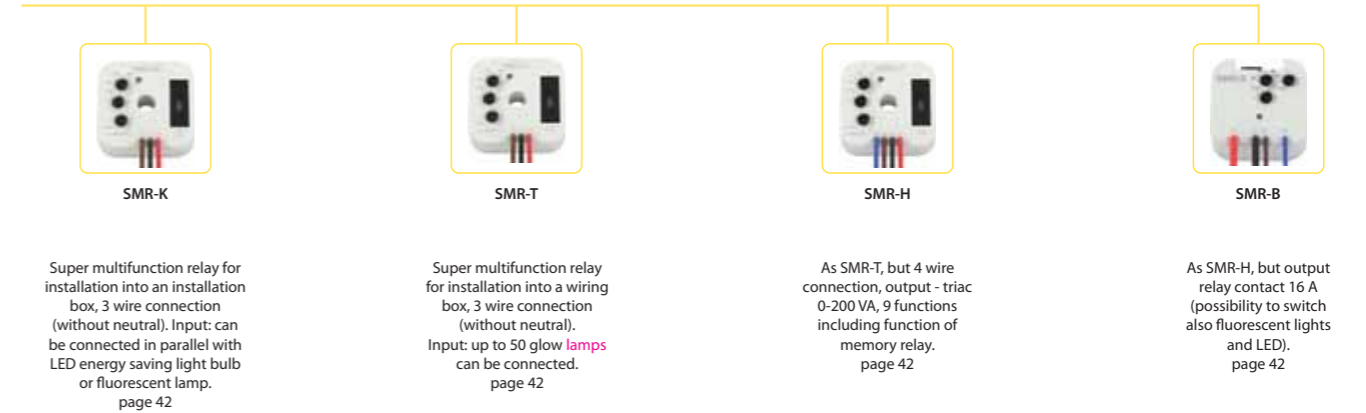 SMR-K
Super multifunction relay for
installation into an installation
box, 3 wire connection
(without neutral). Input: can
be connected in parallel with
LED energy saving light bulb
or fluorescent lamp.
page 42
SMR-T
Super multifunction relay
for installation into a wiring
box, 3 wire connection
(without neutral).
Input: up to 50 glow lamps
can be connected.
page 42
SMR-H
As SMR-T, but 4 wire
connection, output - triac
0-200 VA, 9 functions
including function of
memory relay.
page 42
SMR-B
As SMR-H, but output
relay contact 16 A
(possibility to switch
also fluorescent lights
and LED).
page 42